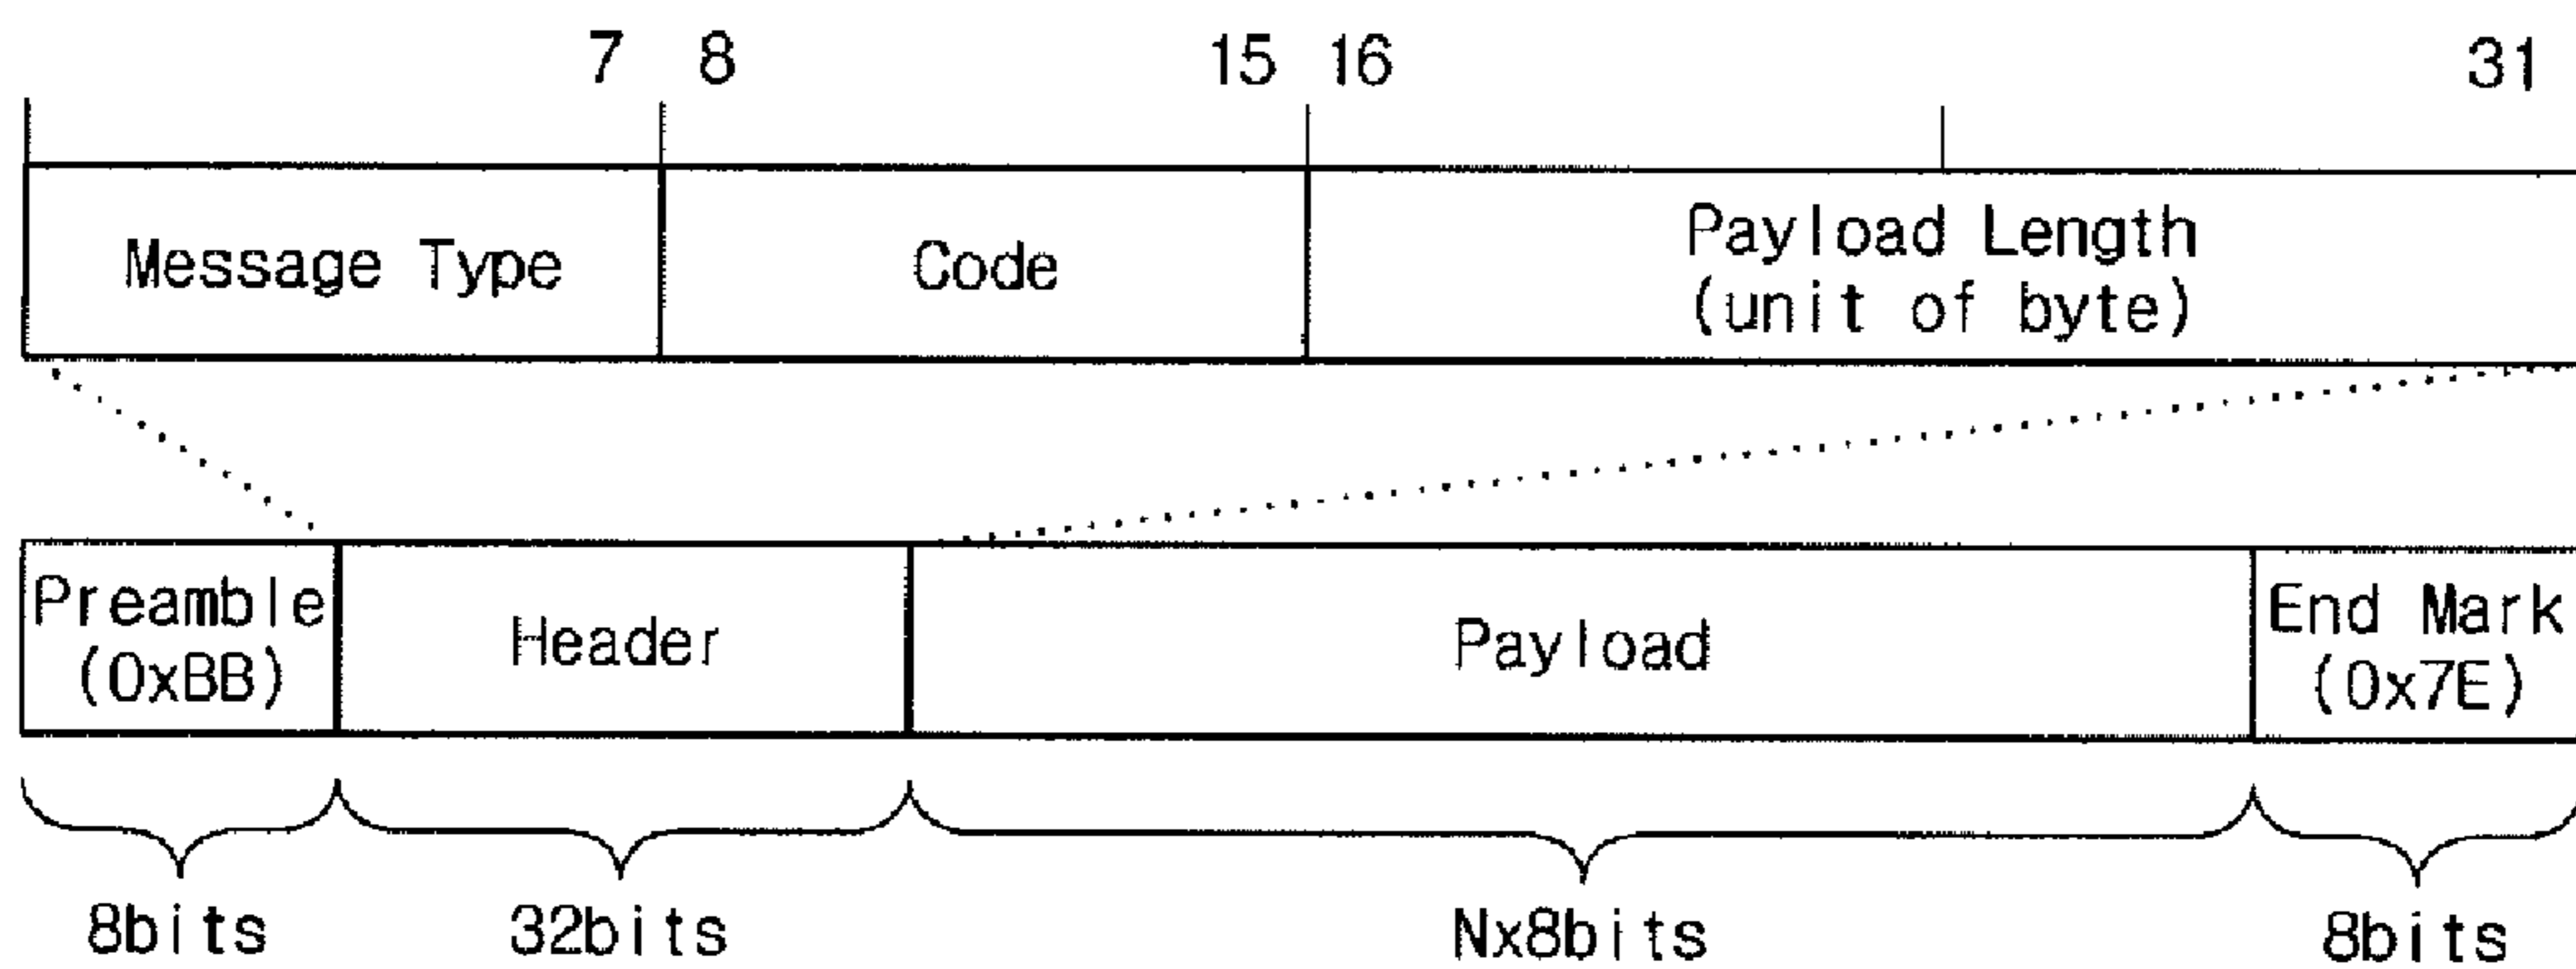 7 8 15 16 31
Message Type Code Payload Length
(unit of byte)
Preamble Header Payload End Mark
(0xBB) (0x7E)
8bits 32bits Nx8bits 8bits